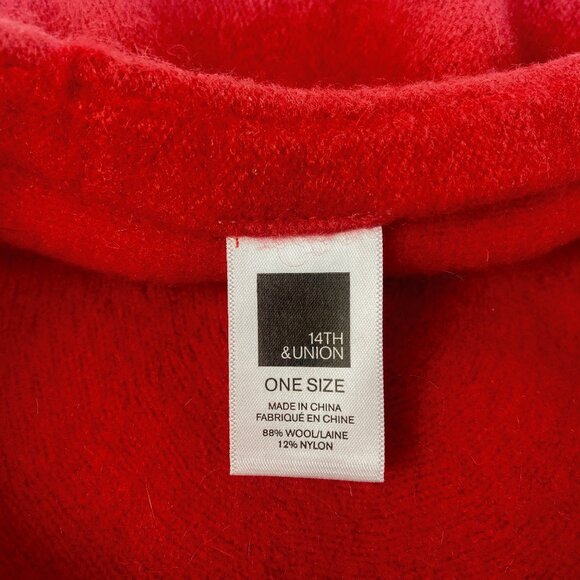 14TH
&UNION
ONE SIZE
MADE IN CHINA
FABRIQUÉ EN CHINE
88% WOOL/LAINE
12% NYLON